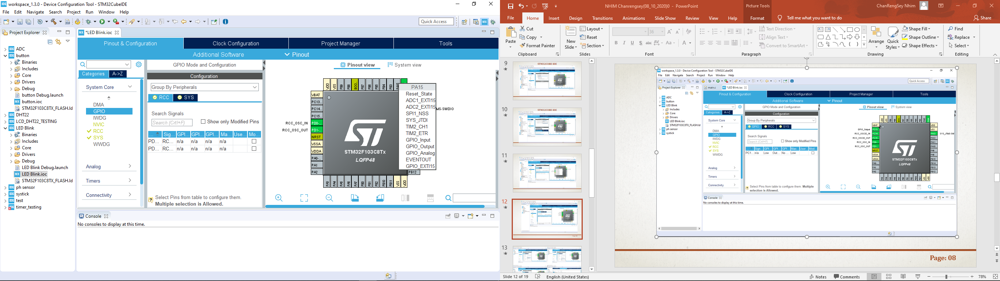 workspace_1.3.0 - Device Configuration Tool - STM32CubeIDE
File Edit Navigate Search Project Run Window Help
Quick Access
Project Explorer
ADC
button
Binaries
Includes
Core
Drivers
Debug
button Debug.launch
button.ioc
STM32F103C8TX_FLASH.ld
DHT22
LCD_DHT22_TESTING
LED Blink
Binaries
Includes
Core
Drivers
Debug
LED Blink Debug.launch
LED Blink.ioc
STM32F103C8TX_FLASH.ld
ph sensor
systick
test
timer_testing
*LED Blink.ioc
Pinout & Configuration Clock Configuration Project Manager Tools
Additional Software Pinout
Categories A->Z
System Core
DMA
GPIO
IWDG
NVIC
RCC
SYS
WWDG
Analog
Timers
Connectivity
GPIO Mode and Configuration
Configuration
Group By Peripherals
RCC SYS
Search Signals
Search (Crtl+F) Show only Modified Pins
... Sig... GPI... GPI... GPI... Ma... Use... Mo...
PD... RC... n/a n/a n/a n/a
PD... RC... n/a n/a n/a n/a
Select Pins from table to configure them.
Multiple selection is Allowed.
Pinout view System view
VDD VSS PB9 PB8 BOO.. PB7 PB6 PB5 PB4 PB3 PA15
VBAT
PC13..
PC14..
PC15..
RCC_OSC_IN PD0-..
RCC_OSC_OUT PD1-..
NRST
VSSA
VDDA
PA0-..
PA1
PA2
PA3 PA4 PA5 PA6 PA7 PB0 PB1 PB2 PB10 PB11 VSS VDD
PB12
MS-SWDIO
STM32F103C8Tx
LQFP48
PA15
Reset_State
ADC1_EXTI15
ADC2_EXTI15
SPI1_NSS
SYS_JTDI
TIM2_CH1
TIM2_ETR
GPIO_Input
GPIO_Output
GPIO_Analog
EVENTOUT
GPIO_EXTI15
Console
No consoles to display at this time.
NHIM Chanrengsey(08_10_2020)0 - PowerPoint
Picture Tools
ChanRengSey Nhim
File Home Insert Design Transitions Animations Slide Show Review View Help Format Tell me what you want to do Share
Paste
Cut
Copy
Format Painter
Clipboard
New Slide
Layout
Reset
Section
Slides
36
B I U S abc AV Aa A
Font
Text Direction
Align Text
Convert to SmartArt
Paragraph
Arrange
Quick Styles
Shape Fill
Shape Outline
Shape Effects
Drawing
Find
Replace
Select
Editing
9
STM32CUBE IDE
10
STM32CUBE IDE
11
12
13
workspace_1.3.0 - Device Configuration Tool - STM32CubeIDE
File Edit Navigate Search Project Run Window Help
Quick Access
Project Explorer
ADC
button
LED Blink
Includes
Core
Drivers
LED Blink.ioc
STM32F103C8TX_FLASH.ld
ph sensor
systick
main.c *LED Blink.ioc
Pinout & Configuration Clock Configuration Project Manager Tools
Additional Software Pinout
Categories A->Z
System Core
DMA
GPIO
IWDG
NVIC
RCC
SYS
WWDG
Analog
Timers
Connectivity
GPIO Mode and Configuration
Configuration
Group By Peripherals
GPIO RCC SYS
Search Signals
Search (Crtl+F) Show only Modified Pins
PC1... n/a Low Out... No ... Low
Select Pins from table to configure them. Multiple
selection is Allowed.
Pinout view System view
GPIO_Output
RCC_OSC32_IN
RCC_OSC32_OUT
RCC_OSC_IN
RCC_OSC_OUT
STM32F103C8Tx
LQFP48
Console
No consoles to display at this time.
Page: 08
Slide 12 of 19 English (United States) Notes Comments 78%